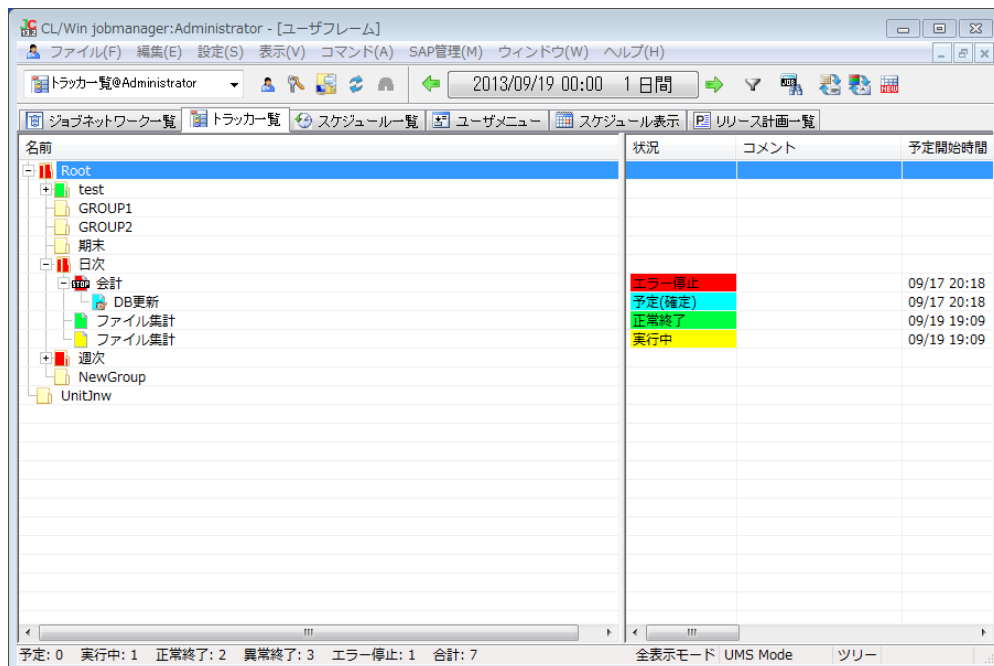 CL/Win jobmanager:Administrator - [ユーザフレーム]
ファイル(F) 編集(E) 設定(S) 表示(V) コマンド(A) SAP管理(M) ウィンドウ(W) ヘルプ(H)
トラッカ一覧@Administrator 2013/09/19 00:00 1 日間 JOB NEW
ジョブネットワーク一覧 トラッカ一覧 スケジュール一覧 ユーザメニュー スケジュール表示 リリース計画一覧
名前 状況 コメント 予定開始時間
Root
test
GROUP1
GROUP2
期末
日次
STOP 会計 エラー停止 09/17 20:18
DB更新 予定(確定) 09/17 20:18
ファイル集計 正常終了 09/19 19:09
ファイル集計 実行中 09/19 19:09
週次
NewGroup
UnitJnw
予定: 0 実行中: 1 正常終了: 2 異常終了: 3 エラー停止: 1 合計: 7 全表示モード UMS Mode ツリー